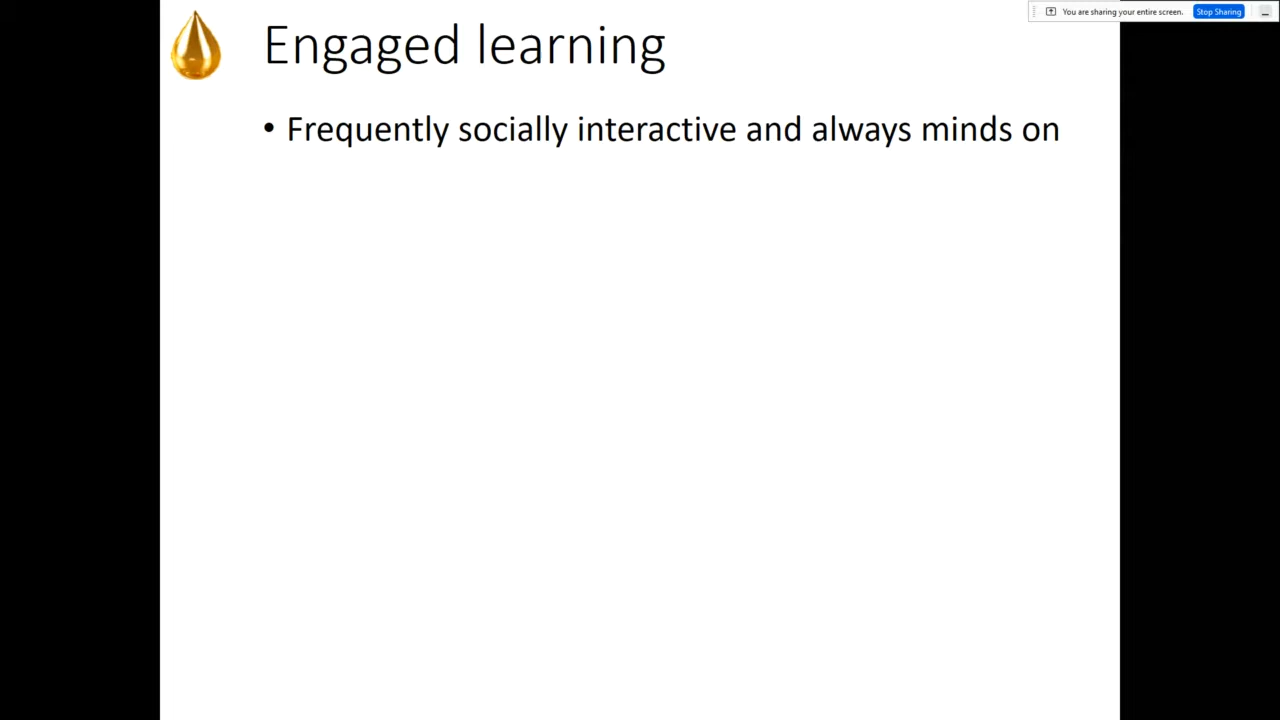 You are sharing your entire screen. Stop Sharing
Engaged learning
• Frequently socially interactive and always minds on